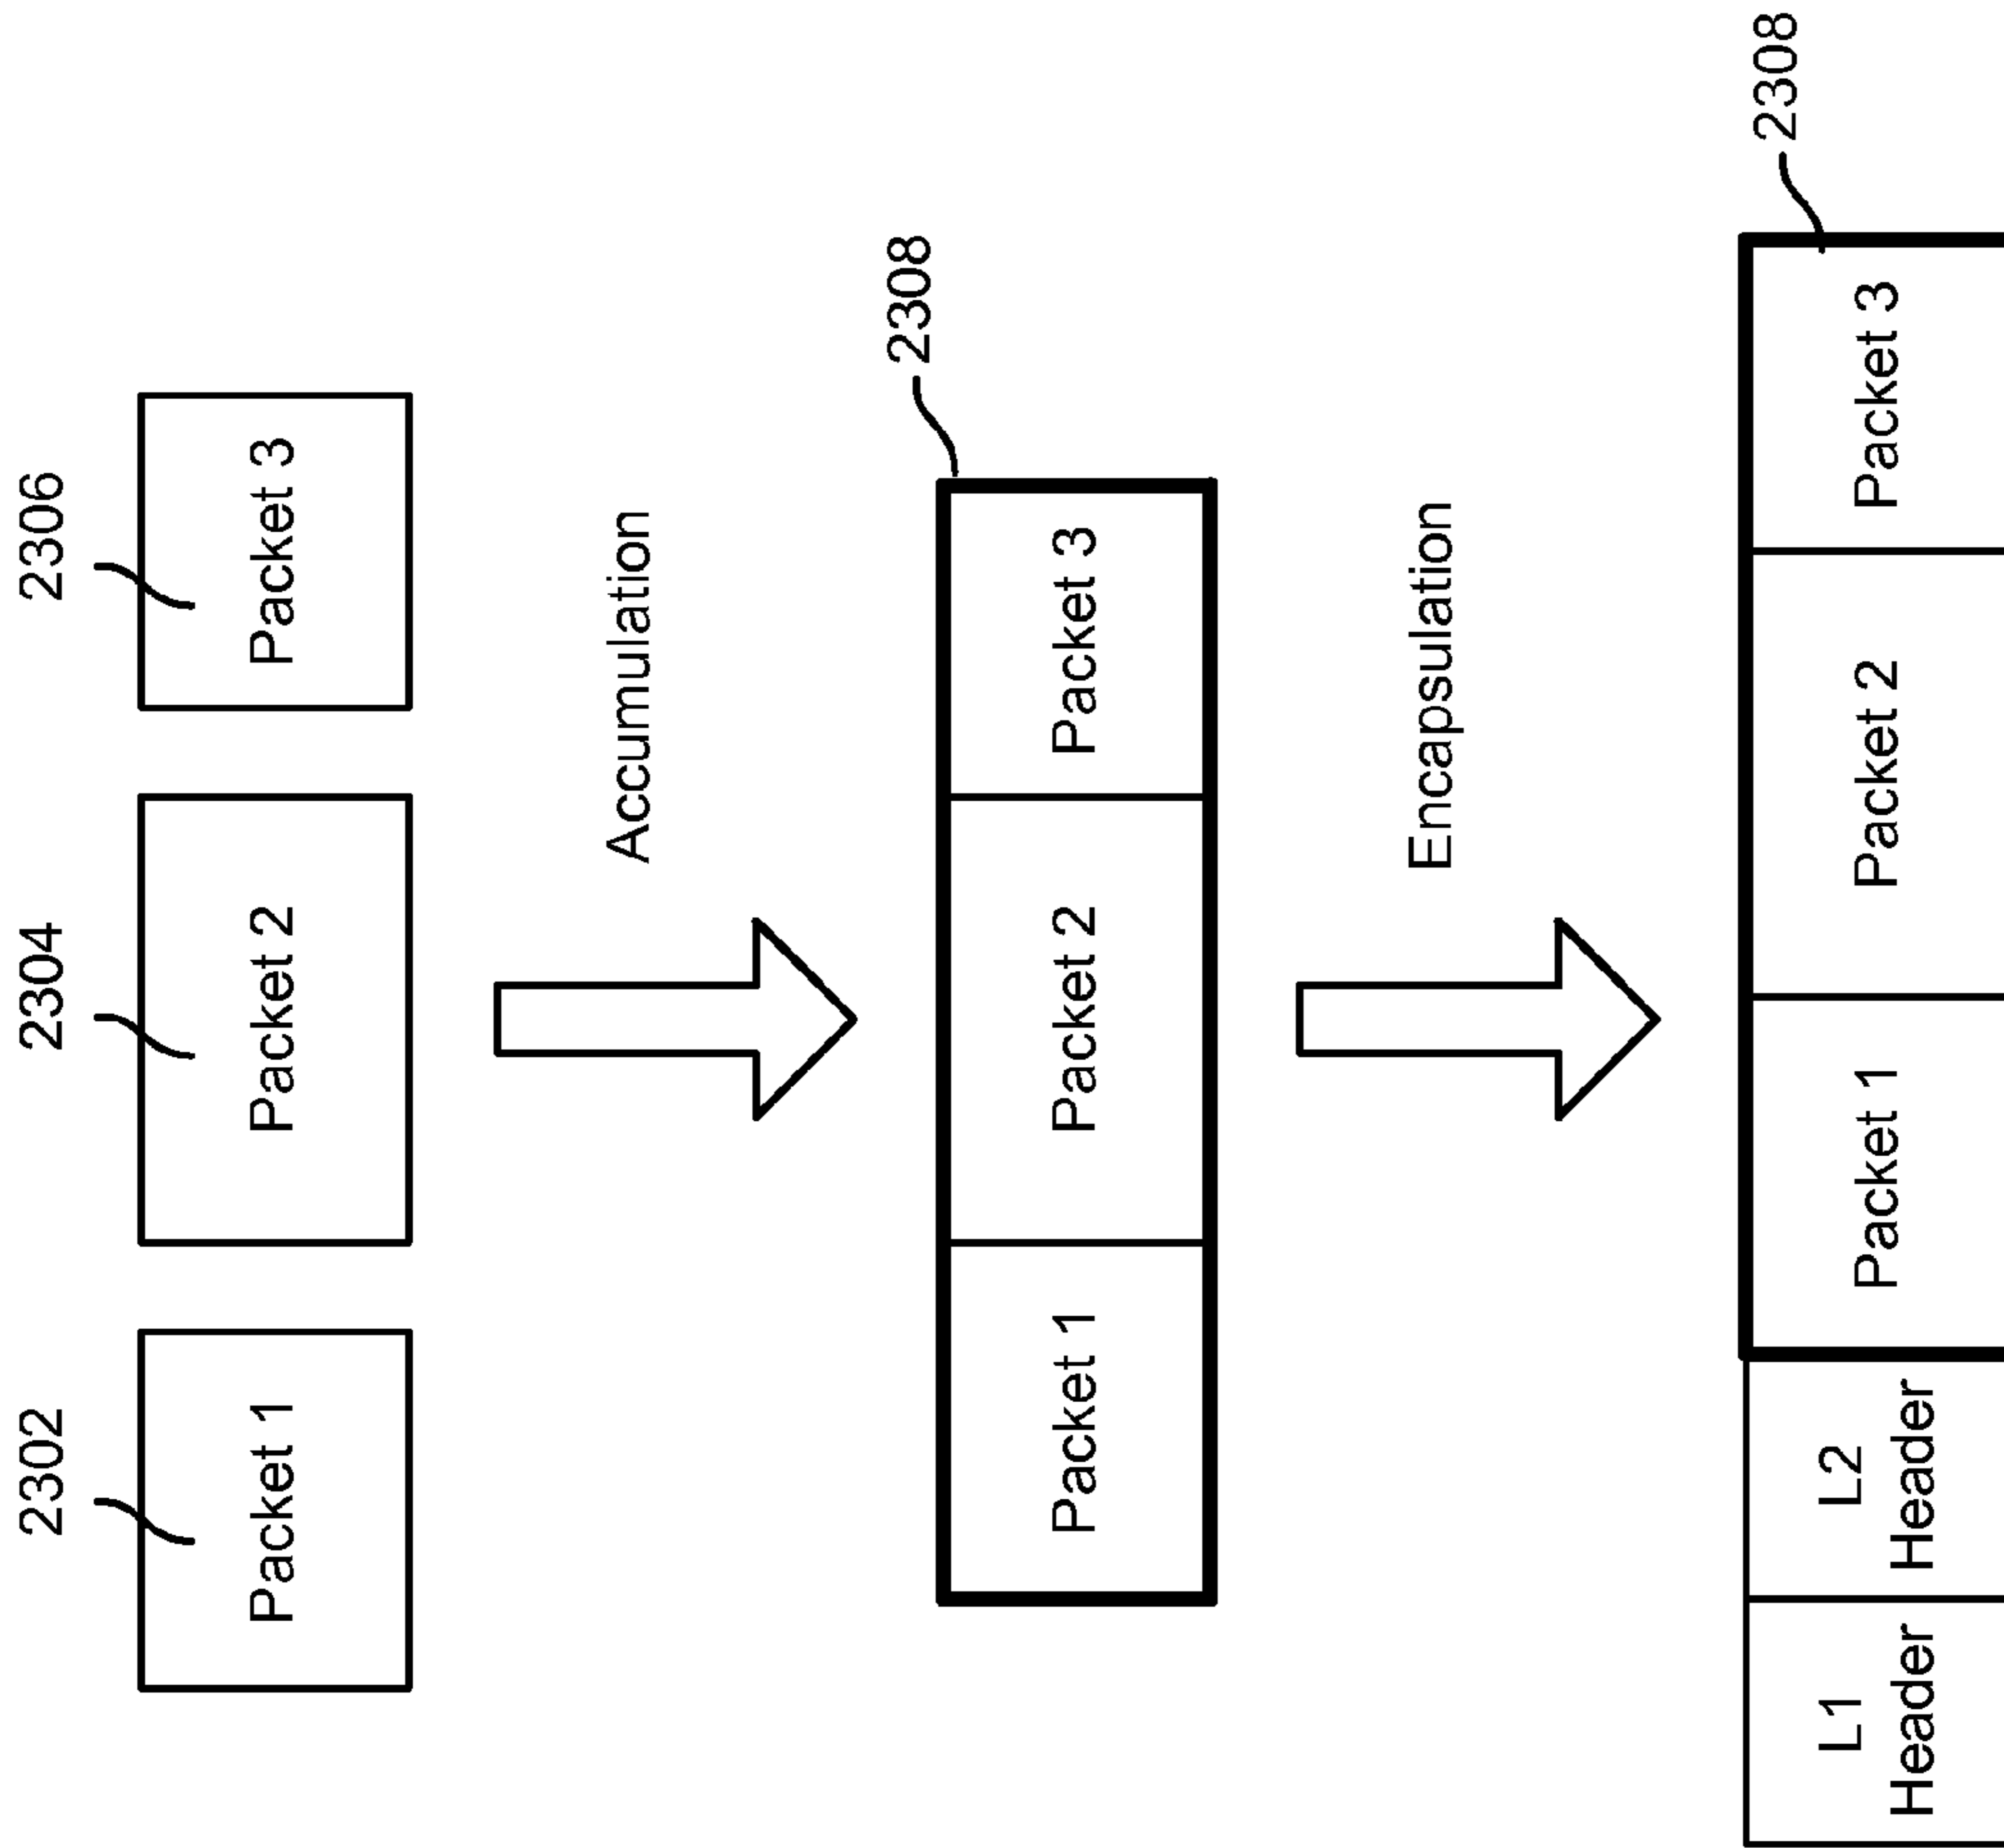 2302
2304
2306
Packet 1
Packet 2
Packet 3
Accumulation
2308
Packet 1
Packet 2
Packet 3
Encapsulation
2308
L1
Header
L2
Header
Packet 1
Packet 2
Packet 3